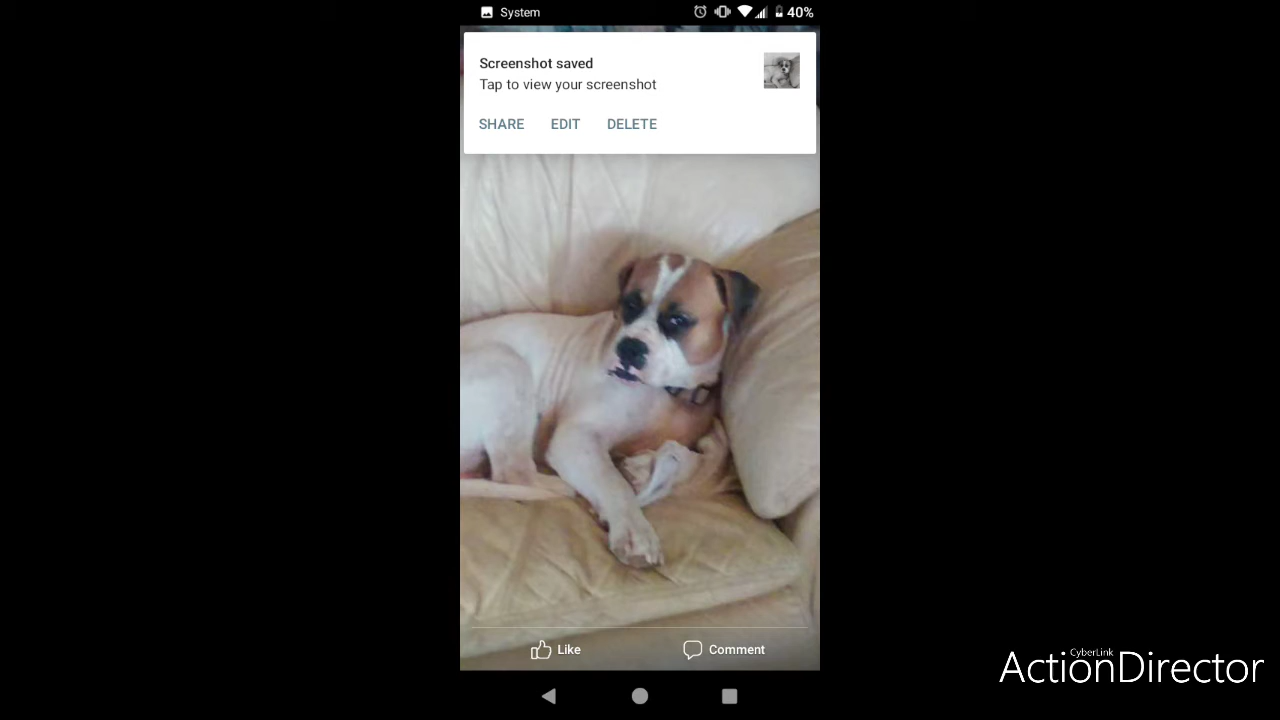 System
40%
Screenshot saved
Tap to view your screenshot
SHARE EDIT DELETE
Like
Comment
CyberLink
ActionDirector